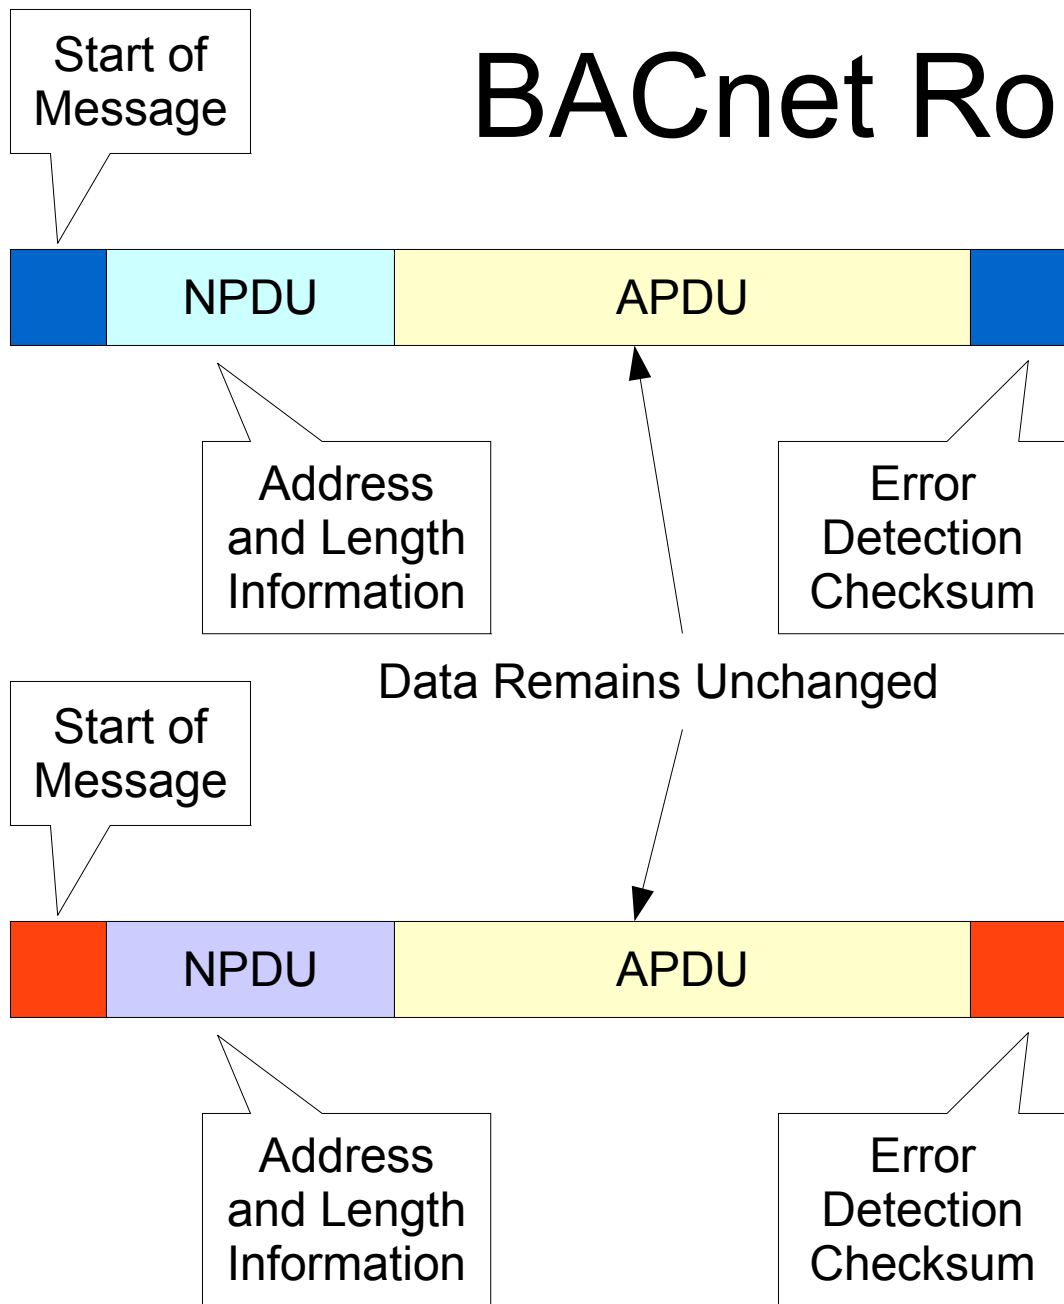 Start of
Message
BACnet Ro
NPDU
APDU
Address
and Length
Information
Error
Detection
Checksum
Data Remains Unchanged
Start of
Message
NPDU
APDU
Address
and Length
Information
Error
Detection
Checksum